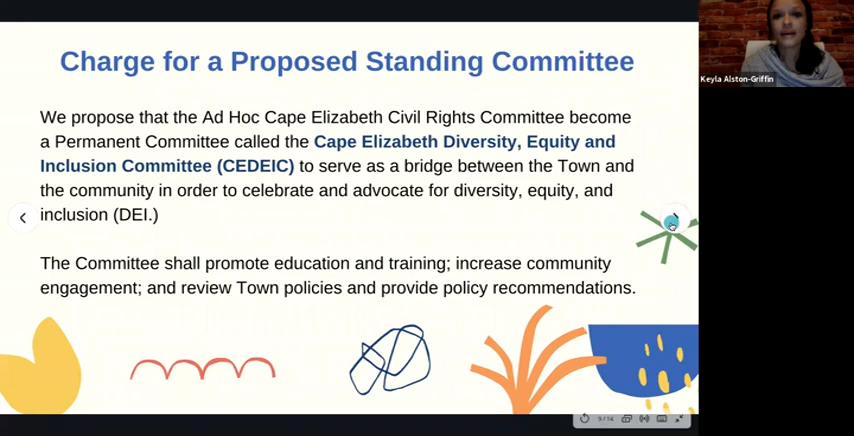 Charge for a Proposed Standing Committee
We propose that the Ad Hoc Cape Elizabeth Civil Rights Committee become
a Permanent Committee called the Cape Elizabeth Diversity, Equity and
Inclusion Committee (CEDEIC) to serve as a bridge between the Town and
the community in order to celebrate and advocate for diversity, equity, and
inclusion (DEI.)
The Committee shall promote education and training; increase community
engagement; and review Town policies and provide policy recommendations.
Keyla Alston-Griffin
9/14